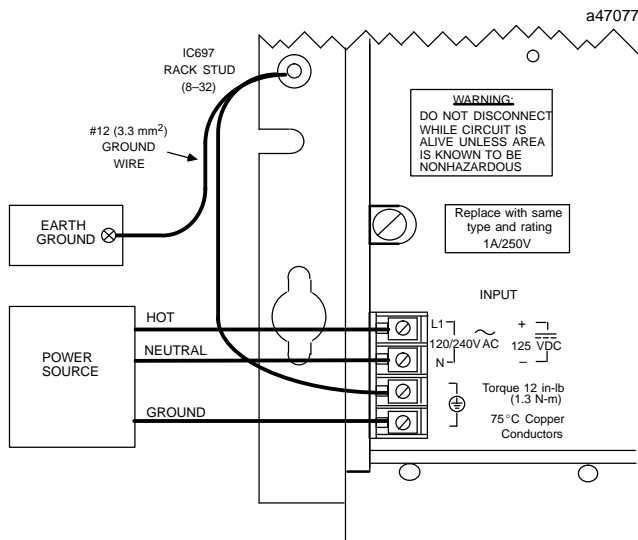 a47077
IC697
RACK STUD
(8–32)
#12 (3.3 mm²)
GROUND
WIRE
WARNING:
DO NOT DISCONNECT
WHILE CIRCUIT IS
ALIVE UNLESS AREA
IS KNOWN TO BE
NONHAZARDOUS
EARTH
GROUND
Replace with same
type and rating
1A/250V
INPUT
HOT
NEUTRAL
GROUND
POWER
SOURCE
L1
120/240V AC
N
+
125 VDC
–
Torque 12 in-lb
(1.3 N-m)
75°C Copper
Conductors